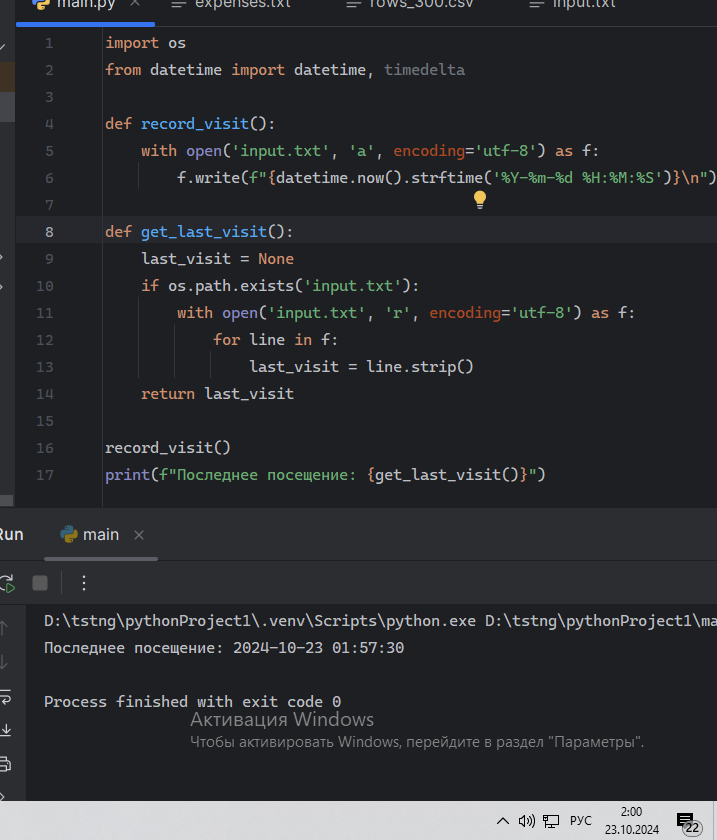 main.py expenses.txt rows_300.csv input.txt
1 import os
2 from datetime import datetime, timedelta
3
4 def record_visit():
5 with open('input.txt', 'a', encoding='utf-8') as f:
6 f.write(f"{datetime.now().strftime('%Y-%m-%d %H:%M:%S')}\n")
7
8 def get_last_visit():
9 last_visit = None
10 if os.path.exists('input.txt'):
11 with open('input.txt', 'r', encoding='utf-8') as f:
12 for line in f:
13 last_visit = line.strip()
14 return last_visit
15
16 record_visit()
17 print(f"Последнее посещение: {get_last_visit()}")
Run main
D:\tstng\pythonProject1\.venv\Scripts\python.exe D:\tstng\pythonProject1\ma
Последнее посещение: 2024-10-23 01:57:30
Process finished with exit code 0
Активация Windows
Чтобы активировать Windows, перейдите в раздел "Параметры".
РУС 2:00
23.10.2024 22